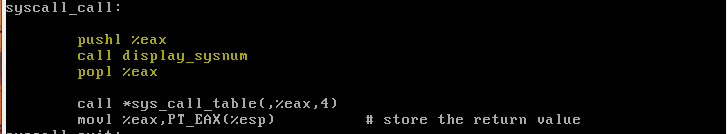 syscall_call:
pushl %eax
call display_sysnum
popl %eax
call *sys_call_table(,%eax,4)
movl %eax,PT_EAX(%esp) # store the return value
syscall_exit: